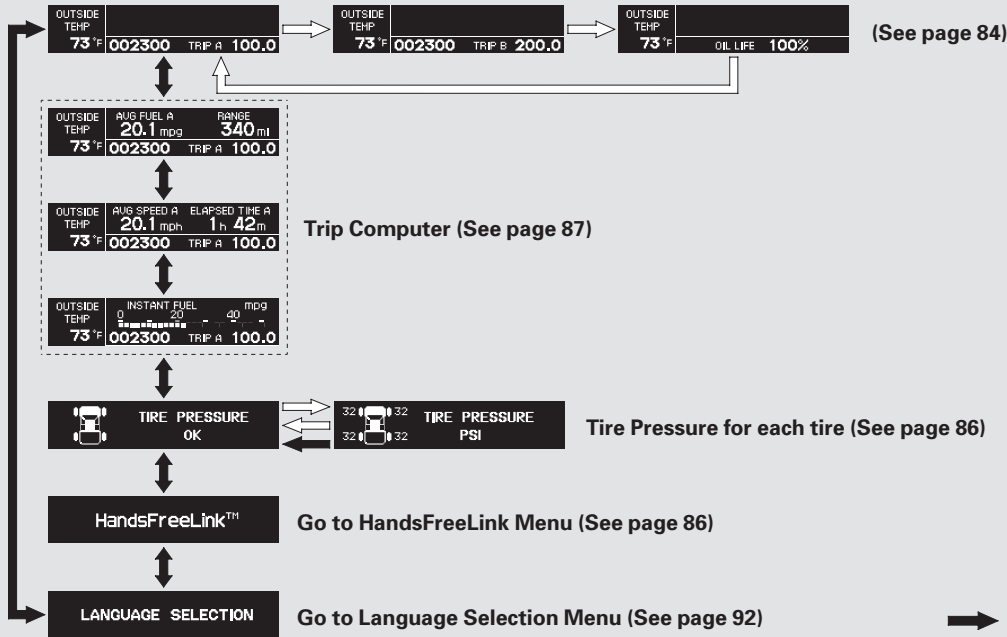 OUTSIDE TEMP 73°F 002300 TRIP A 100.0
OUTSIDE TEMP 73°F 002300 TRIP B 200.0
OUTSIDE TEMP 73°F OIL LIFE 100%
(See page 84)
OUTSIDE TEMP 73°F
AVG FUEL A RANGE
20.1 mpg 340 mi
002300 TRIP A 100.0
OUTSIDE TEMP 73°F
AVG SPEED A ELAPSED TIME A
20.1 mph 1h 42m
002300 TRIP A 100.0
Trip Computer (See page 87)
OUTSIDE TEMP 73°F
INSTANT FUEL mpg
0 20 40
002300 TRIP A 100.0
TIRE PRESSURE
OK
32 32
32 32
TIRE PRESSURE
PSI
Tire Pressure for each tire (See page 86)
HandsFreeLink™
Go to HandsFreeLink Menu (See page 86)
LANGUAGE SELECTION
Go to Language Selection Menu (See page 92)